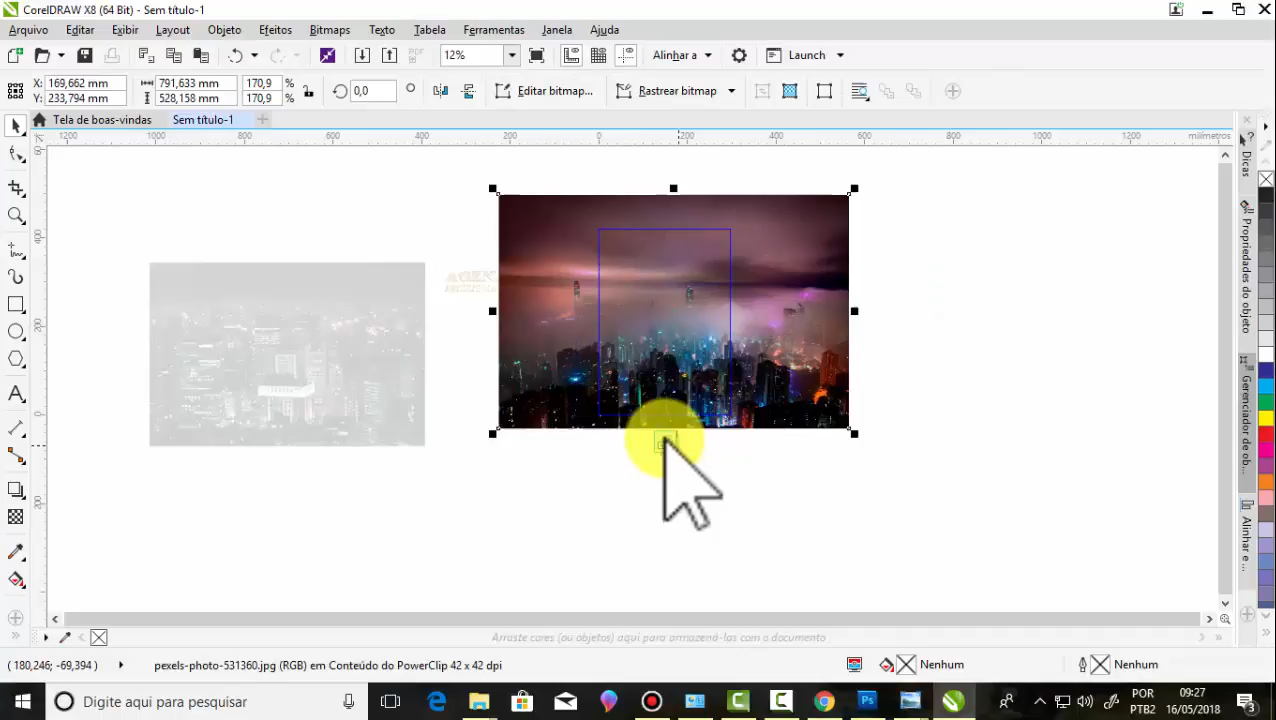 CorelDRAW X8 (64 Bit) - Sem título-1
Arquivo Editar Exibir Layout Objeto Efeitos Bitmaps Texto Tabela Ferramentas Janela Ajuda
12% Alinhar a Launch
X: 169,662 mm 791,633 mm 170,9 % 0,0 Editar bitmap... Rastrear bitmap
Y: 233,794 mm 528,158 mm 170,9 %
Tela de boas-vindas Sem título-1
1200 1000 800 600 400 200 0 200 400 600 800 1000 1200 milímetros
400
200
0
200
Dicas
Propriedades do objeto
Gerenciador de ob...
Alinhar e...
Arraste cores (ou objetos) aqui para armazená-las com o documento
( 180,246; -69,394 ) pexels-photo-531360.jpg (RGB) em Conteúdo do PowerClip 42 x 42 dpi Nenhum Nenhum
Digite aqui para pesquisar POR 09:27
PTB2 16/05/2018 3